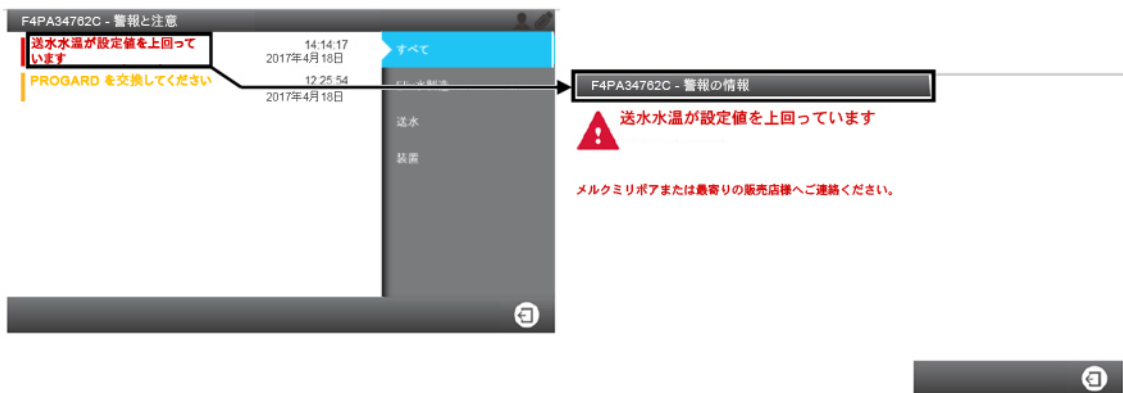 F4PA34762C - 警報と注意
送水水温が設定値を上回って
います
14:14:17
2017年4月18日
PROGARD を交換してください
12:25:54
2017年4月18日
すべて
送水
装置
F4PA34762C - 警報の情報
送水水温が設定値を上回っています
メルクミリポアまたは最寄りの販売店様へご連絡ください。